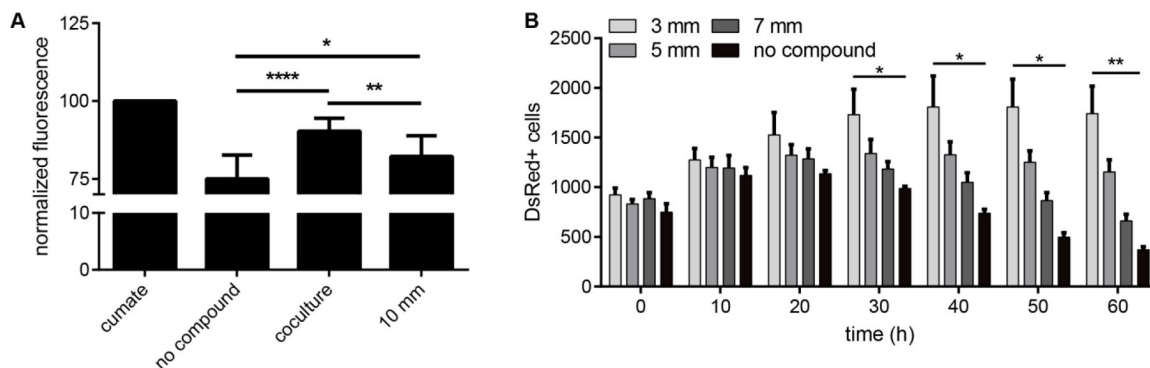 A
normalized fluorescence
125
100
75
10
0
*
****
**
cumate
no compound
coculture
10 mm
B
3 mm
7 mm
5 mm
no compound
DsRed+ cells
2500
2000
1500
1000
500
0
*
*
*
**
0 10 20 30 40 50 60
time (h)